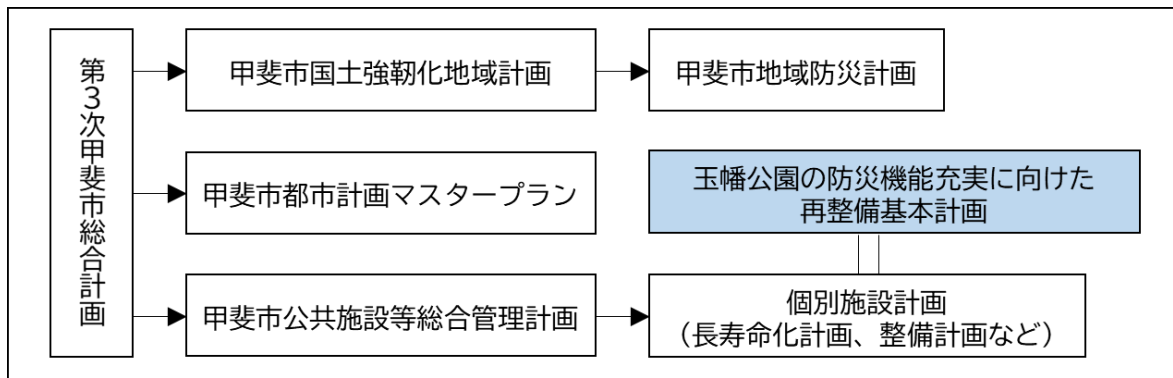 第３次甲斐市総合計画
甲斐市国土強靭化地域計画
甲斐市地域防災計画
甲斐市都市計画マスタープラン
玉幡公園の防災機能充実に向けた
再整備基本計画
甲斐市公共施設等総合管理計画
個別施設計画
（長寿命化計画、整備計画など）